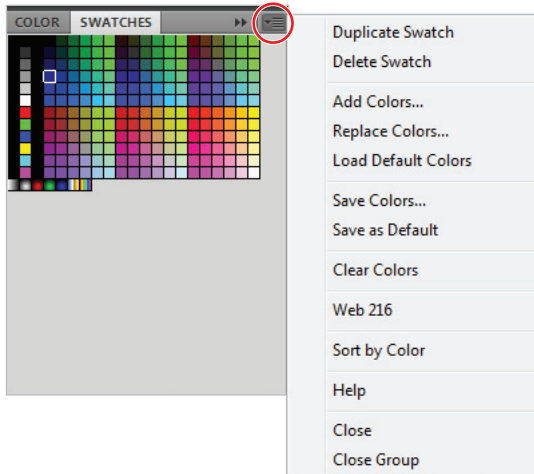 COLOR SWATCHES
Duplicate Swatch
Delete Swatch
Add Colors...
Replace Colors...
Load Default Colors
Save Colors...
Save as Default
Clear Colors
Web 216
Sort by Color
Help
Close
Close Group